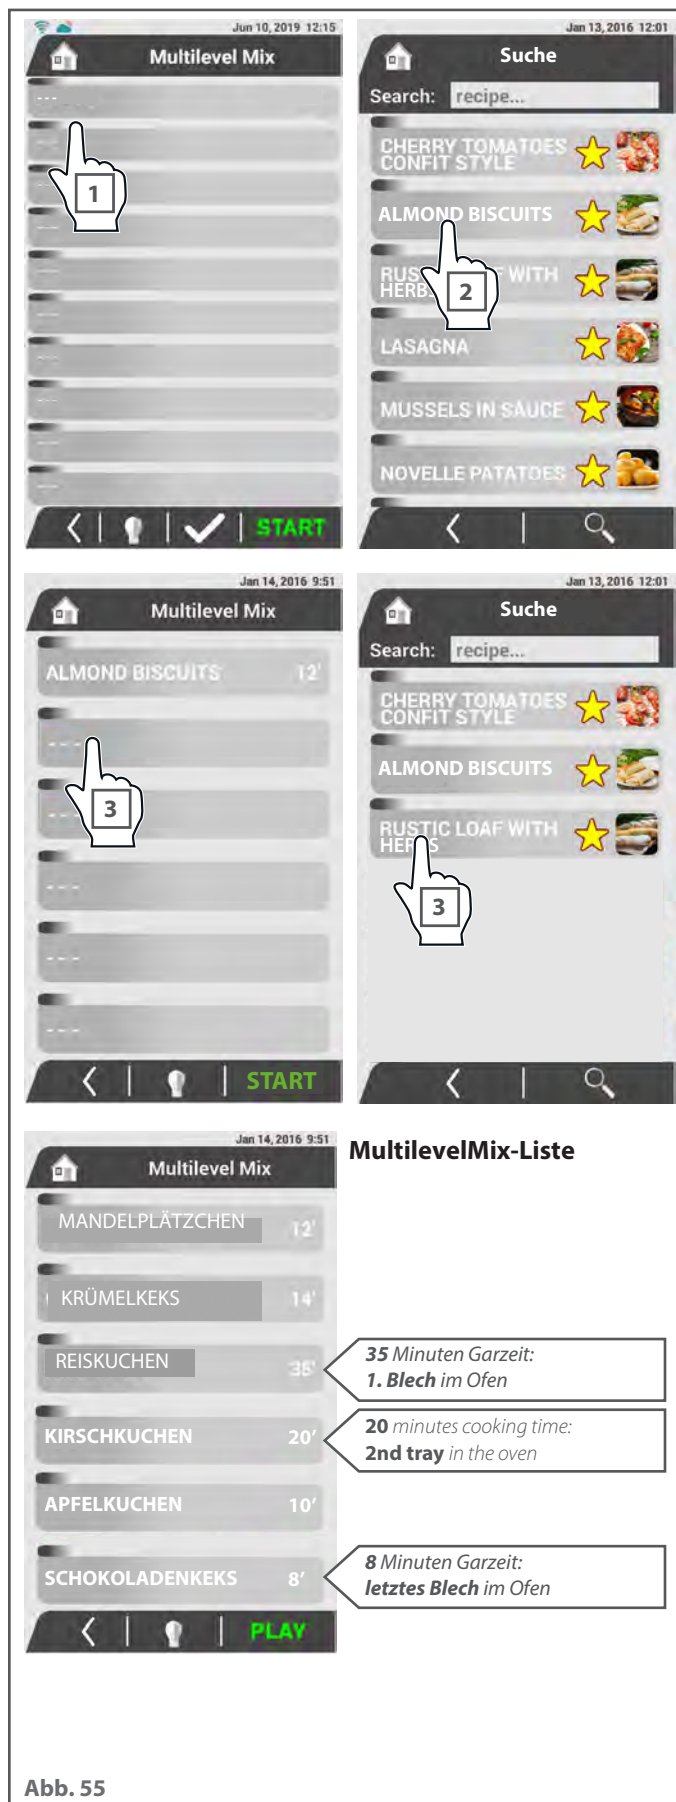 Jun 10, 2019 12:15
Multilevel Mix
---
---
---
---
---
---
---
---
---
1
START
Jan 13, 2016 12:01
Suche
Search: recipe...
CHERRY TOMATOES
CONFIT STYLE
ALMOND BISCUITS
WITH
2
LASAGNA
MUSSELS IN SAUCE
NOVELLE PATATOES
Jan 14, 2016 9:51
Multilevel Mix
ALMOND BISCUITS 12'
---
3
---
---
---
---
START
Jan 13, 2016 12:01
Suche
Search: recipe...
CHERRY TOMATOES
CONFIT STYLE
ALMOND BISCUITS
RUSTIC LOAF WITH
HERBS
3
Jan 14, 2016 9:51
Multilevel Mix
MultilevelMix-Liste
MANDELPLÄTZCHEN 12'
KRÜMELKEKS 14'
REISKUCHEN 35'
35 Minuten Garzeit:
1. Blech im Ofen
KIRSCHKUCHEN 20'
20 minutes cooking time:
2nd tray in the oven
APFELKUCHEN 10'
SCHOKOLADENKEKS 8'
8 Minuten Garzeit:
letztes Blech im Ofen
PLAY
Abb. 55